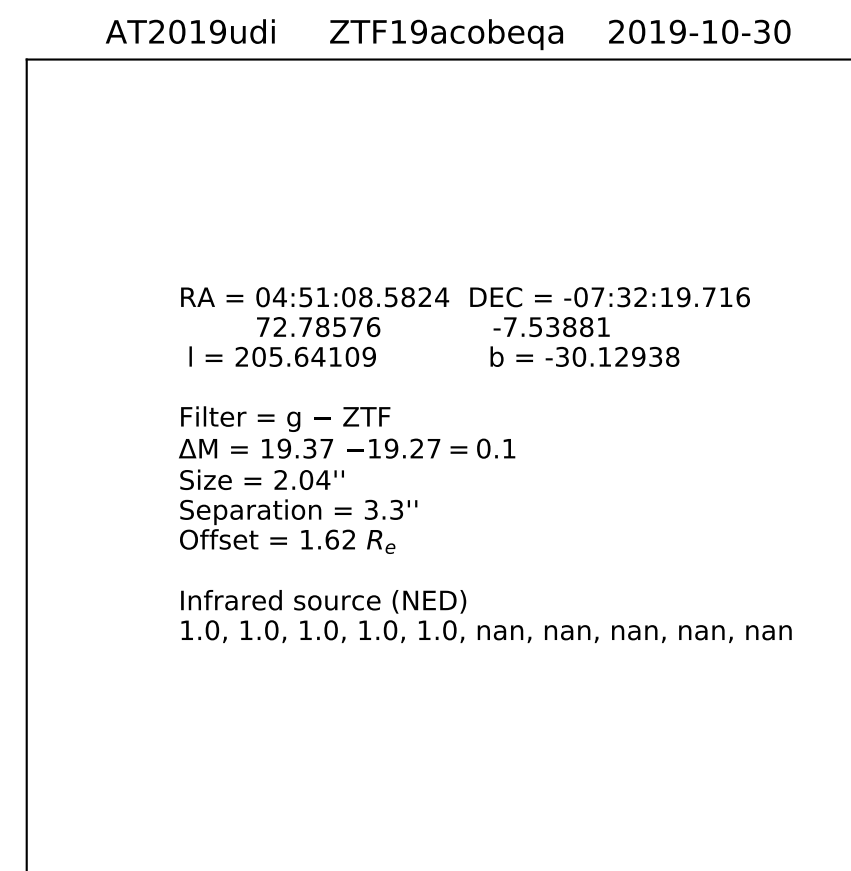 AT2019udi ZTF19acobeqa 2019-10-30
RA = 04:51:08.5824 DEC = -07:32:19.716
72.78576 -7.53881
l = 205.64109 b = -30.12938
Filter = g − ZTF
ΔM = 19.37 −19.27 = 0.1
Size = 2.04''
Separation = 3.3''
Offset = 1.62 Re
Infrared source (NED)
1.0, 1.0, 1.0, 1.0, 1.0, nan, nan, nan, nan, nan